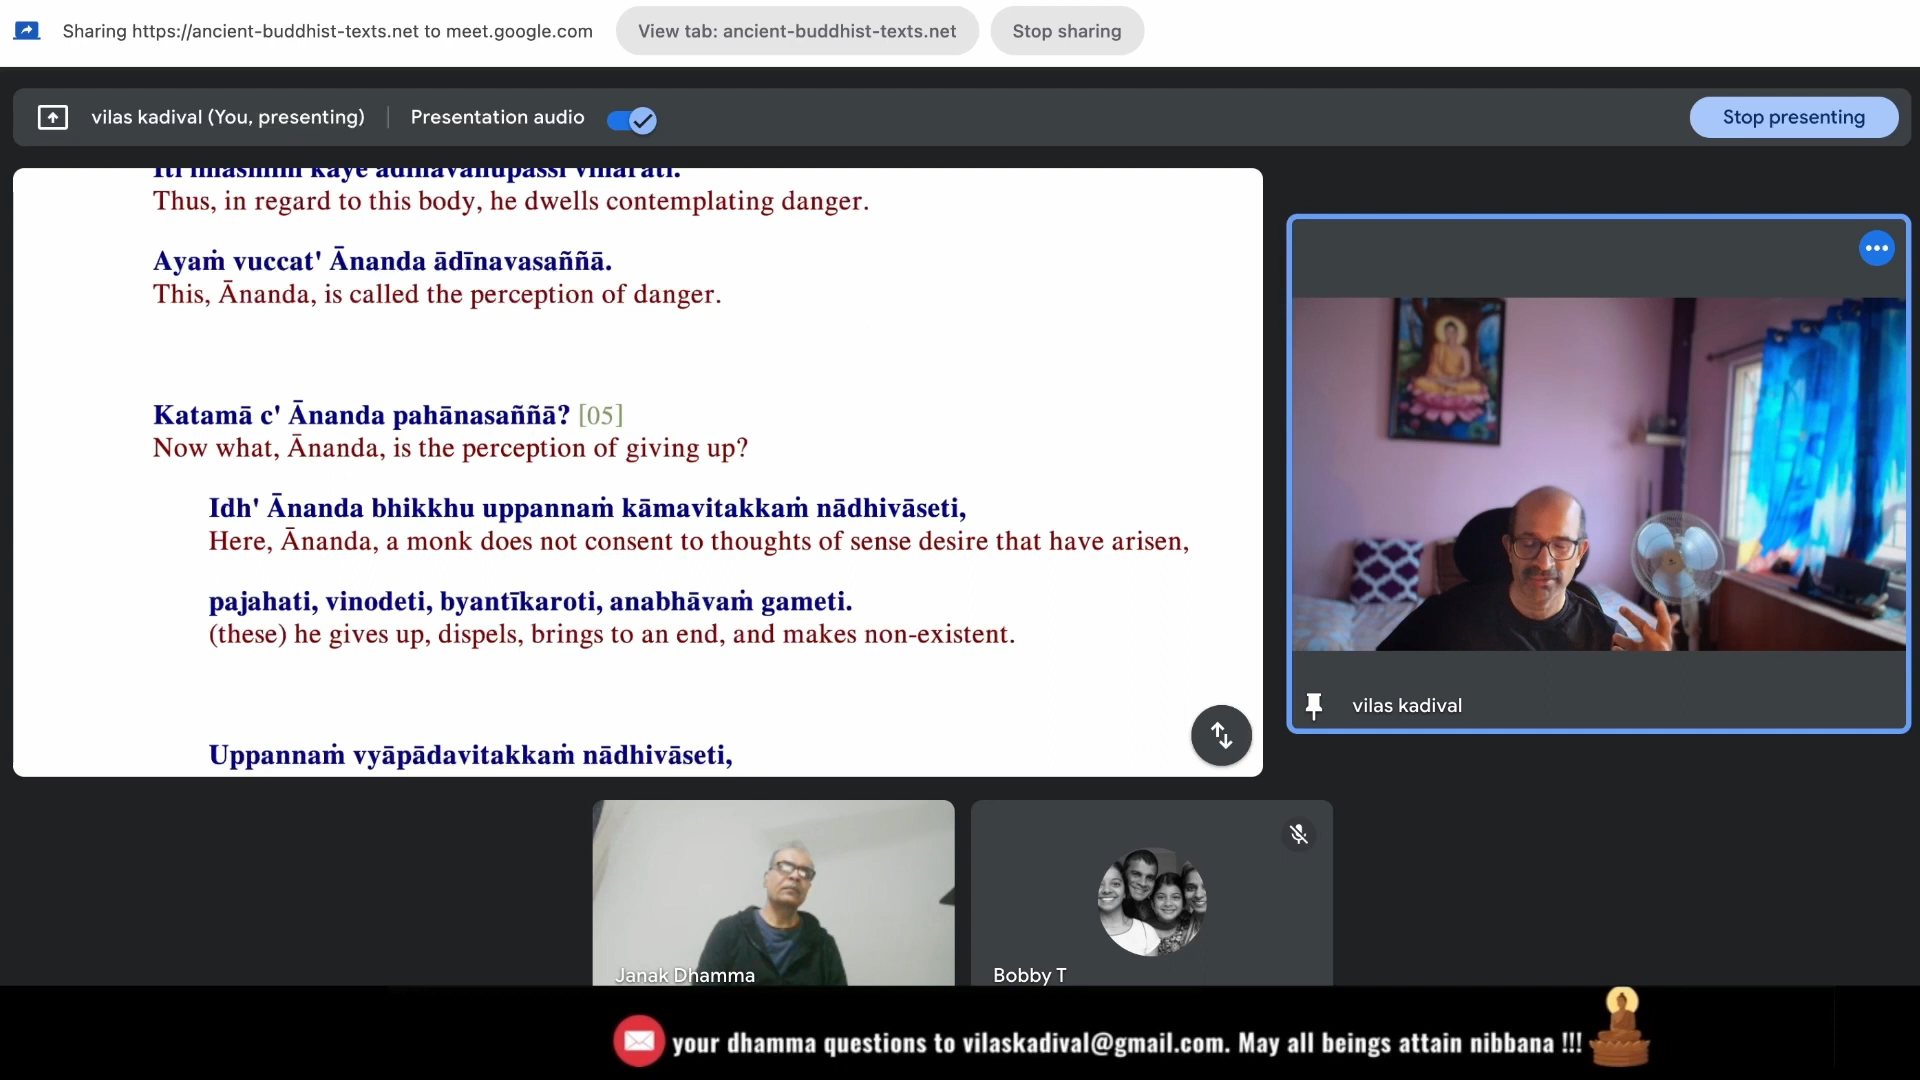 Sharing https://ancient-buddhist-texts.net to meet.google.com
View tab: ancient-buddhist-texts.net
Stop sharing
vilas kadival (You, presenting)
Presentation audio
Stop presenting
Iti imasmiṁ kāye ādīnavānupassī viharati.
Thus, in regard to this body, he dwells contemplating danger.
Ayaṁ vuccat' Ānanda ādīnavasaññā.
This, Ānanda, is called the perception of danger.
Katamā c' Ānanda pahānasaññā? [05]
Now what, Ānanda, is the perception of giving up?
Idh' Ānanda bhikkhu uppannaṁ kāmavitakkaṁ nādhivāseti,
Here, Ānanda, a monk does not consent to thoughts of sense desire that have arisen,
pajahati, vinodeti, byantīkaroti, anabhāvaṁ gameti.
(these) he gives up, dispels, brings to an end, and makes non-existent.
Uppannaṁ vyāpādavitakkaṁ nādhivāseti,
vilas kadival
Janak Dhamma
Bobby T
your dhamma questions to vilaskadival@gmail.com. May all beings attain nibbana !!!